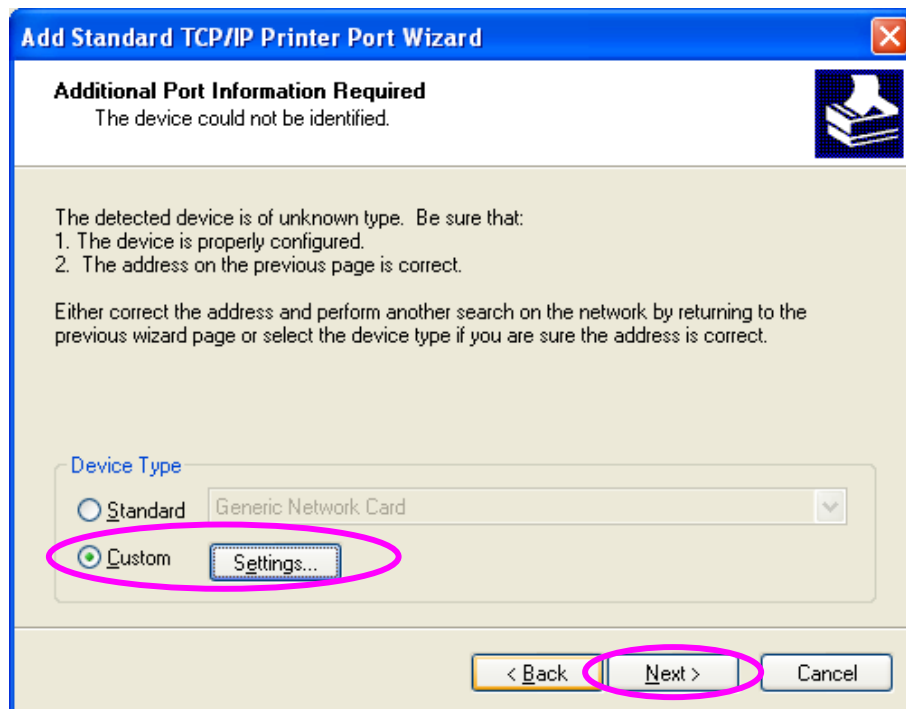 Add Standard TCP/IP Printer Port Wizard
Additional Port Information Required
The device could not be identified.
The detected device is of unknown type.  Be sure that:
1. The device is properly configured.
2.  The address on the previous page is correct.
Either correct the address and perform another search on the network by returning to the
previous wizard page or select the device type if you are sure the address is correct.
Device Type
Standard
Generic Network Card
Custom
Settings...
< Back
Next >
Cancel